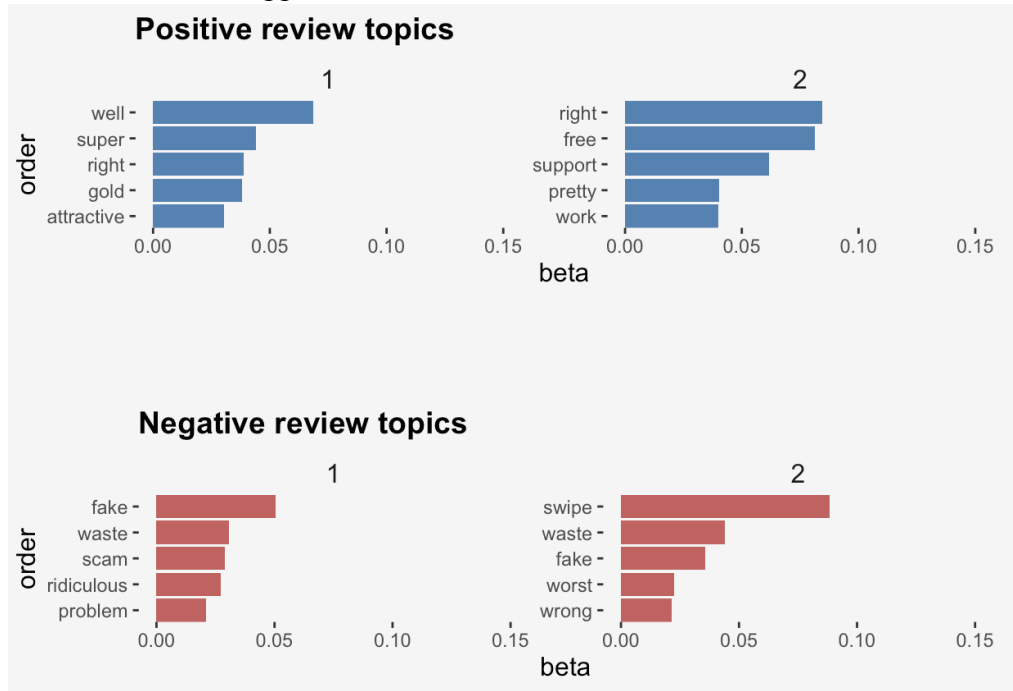 Positive review topics
1
well
super
right
gold
attractive
order
0.00 0.05 0.10 0.15
2
right
free
support
pretty
work
0.00 0.05 0.10 0.15
beta
Negative review topics
1
fake
waste
scam
ridiculous
problem
order
0.00 0.05 0.10 0.15
2
swipe
waste
fake
worst
wrong
0.00 0.05 0.10 0.15
beta